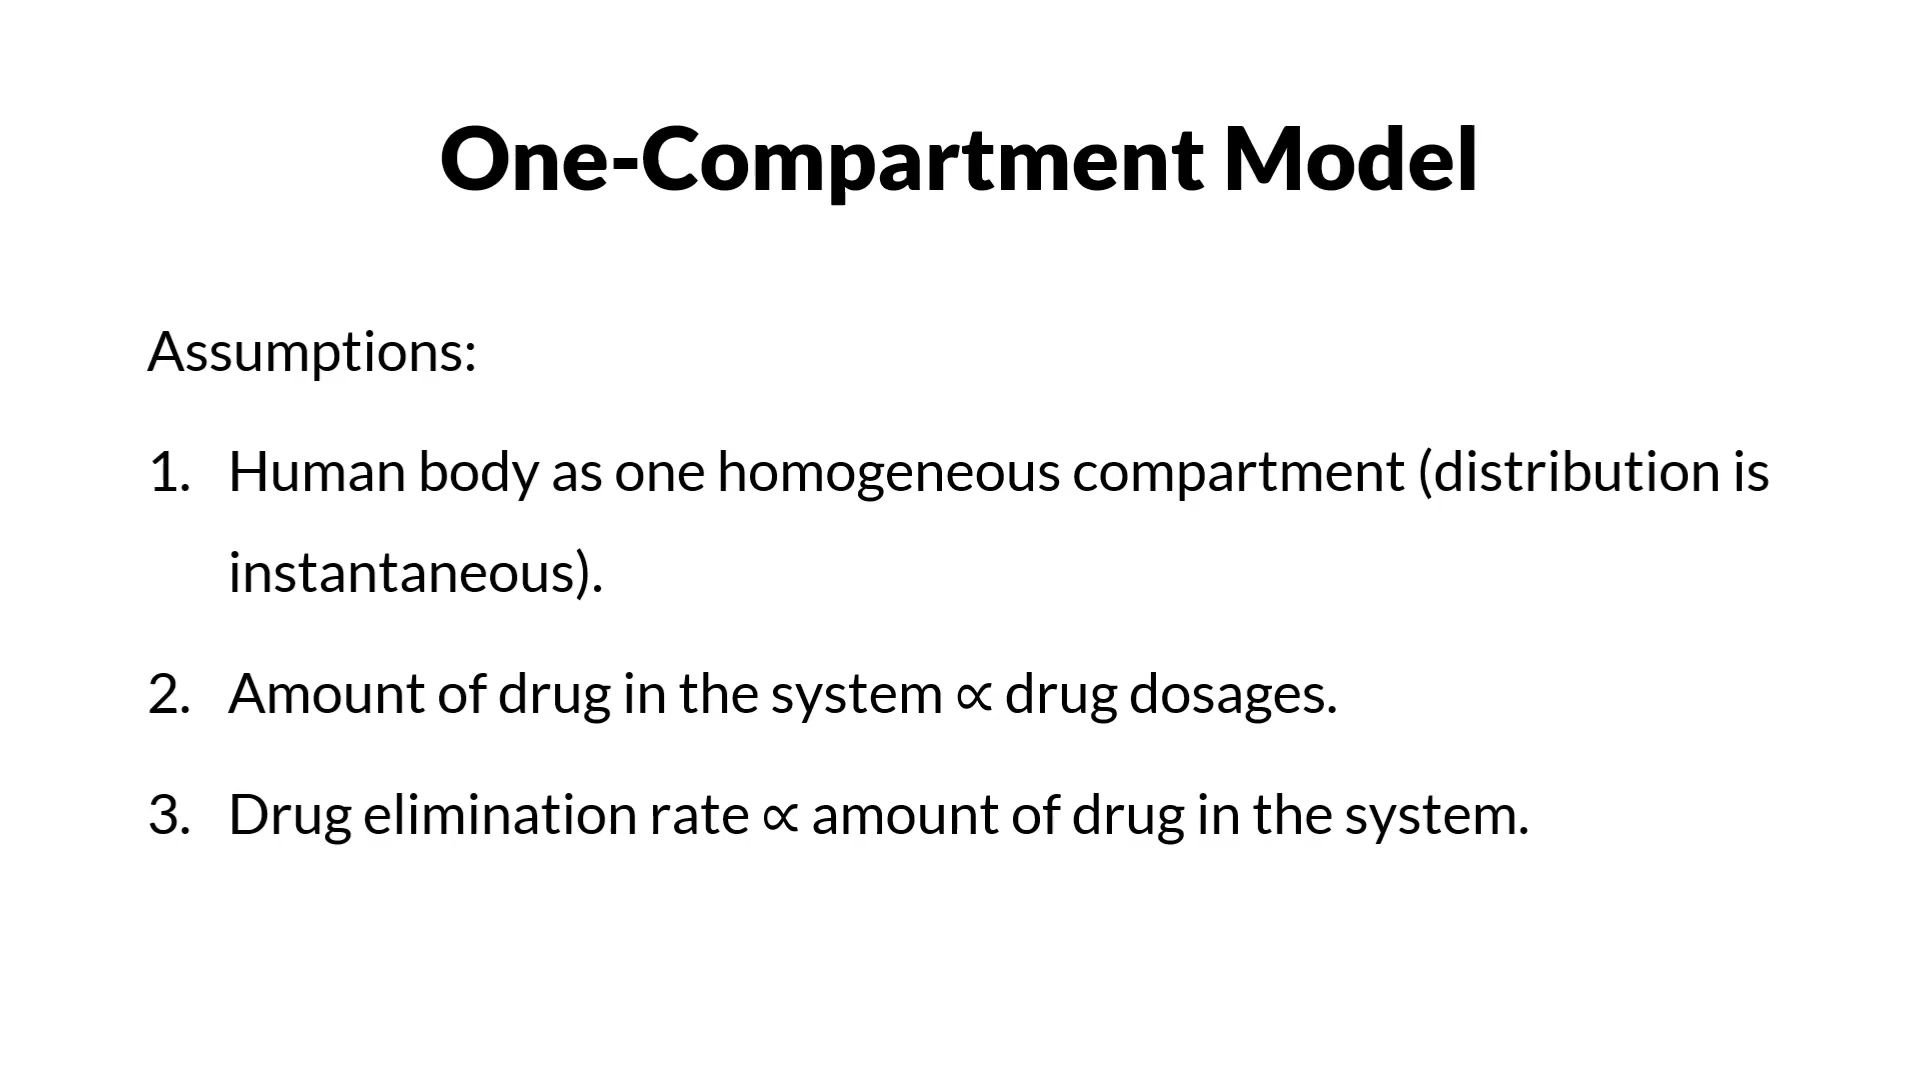 One-Compartment Model
Assumptions:
1. Human body as one homogeneous compartment (distribution is
instantaneous).
2. Amount of drug in the system ∝ drug dosages.
3. Drug elimination rate ∝ amount of drug in the system.